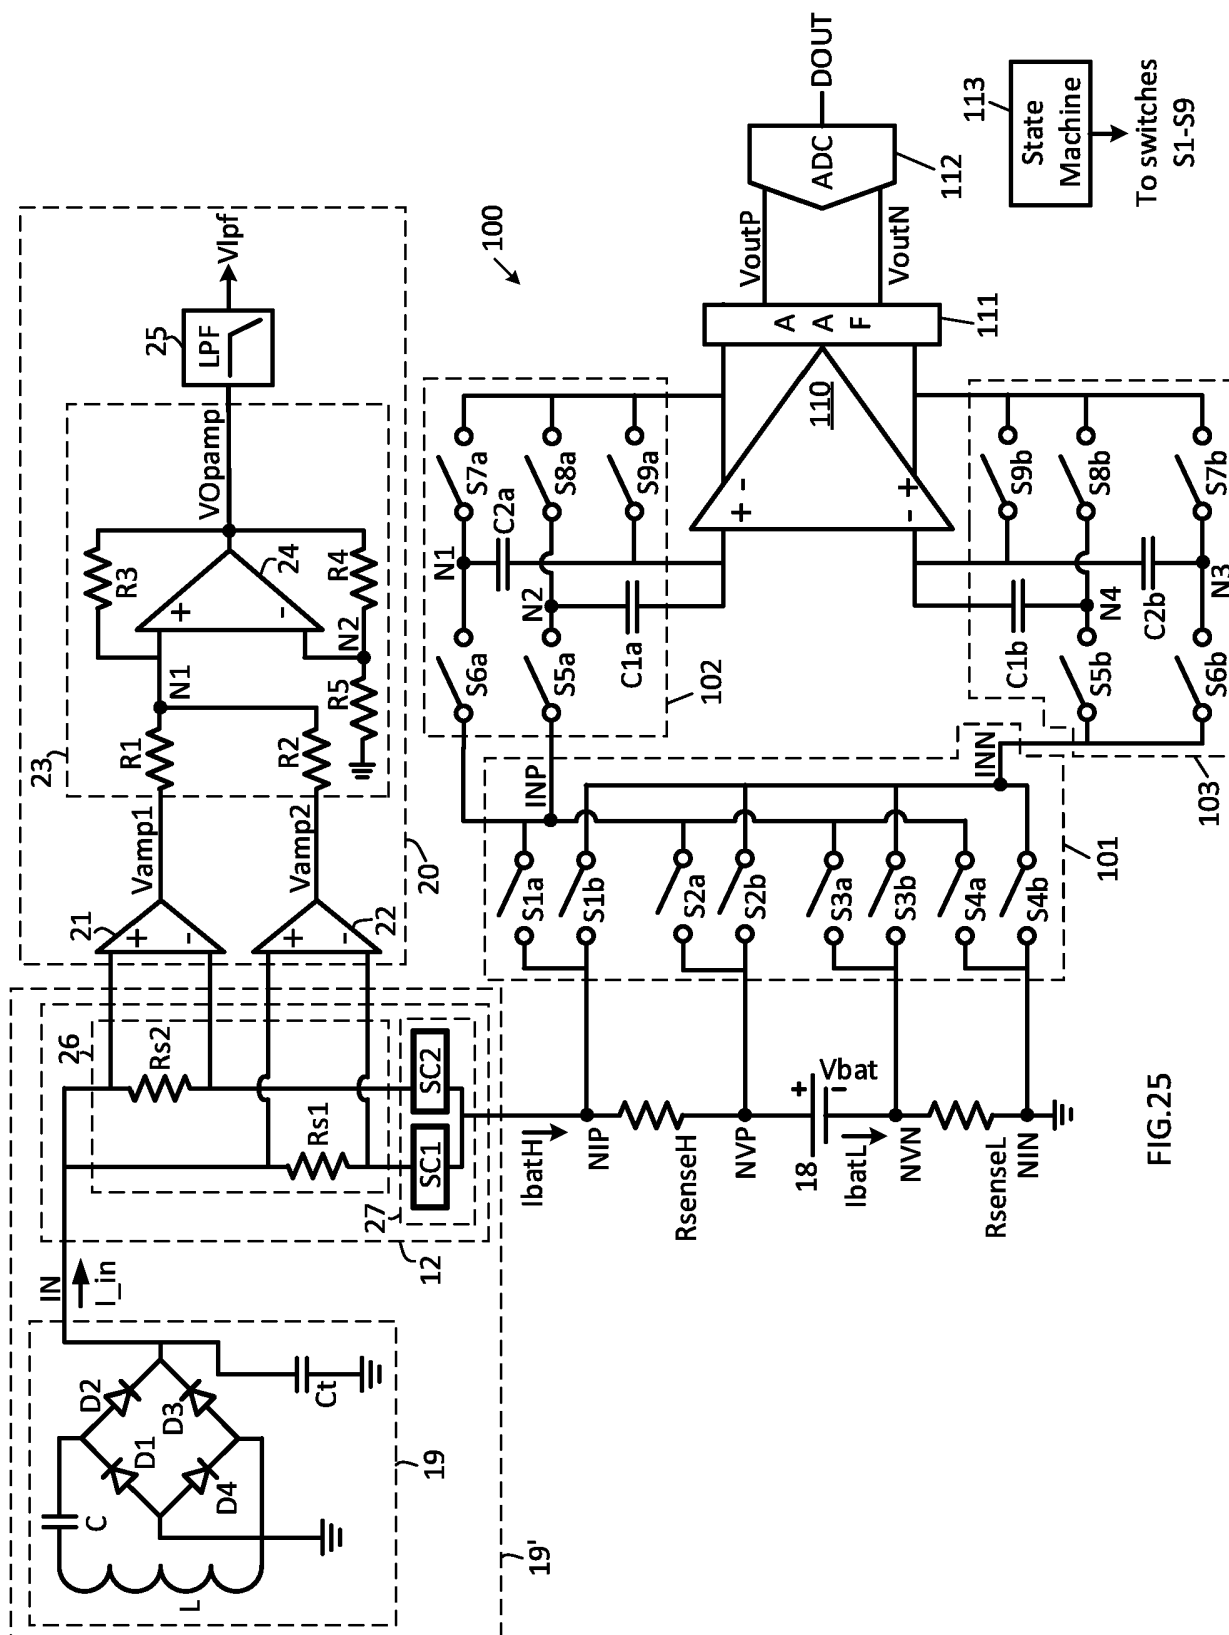 20
23
R3
VOpamp
25
LPF
Vlpf
N1
24
R1
Vamp1
21
R2
R5
N2
R4
Vamp2
22
100
26
Rs2
Rs1
27
SC1
SC2
12
IN
I_in
D2
D1
D3
D4
C
L
Ct
19
19'
IbatH
NIP
RsenseH
NVP
18
Vbat
IbatL
NVN
RsenseL
NIN
S1a
S1b
S2a
S2b
S3a
S3b
S4a
S4b
101
INP
INN
102
S6a
N1
S7a
C2a
S5a
N2
S8a
C1a
S9a
110
A
A
F
111
VoutP
VoutN
ADC
112
DOUT
113
State
Machine
To switches
S1-S9
S9b
S8b
S7b
C1b
N4
C2b
N3
S5b
S6b
103
+
-
+
-
+
-
+
-
+
-
+
-
FIG.25